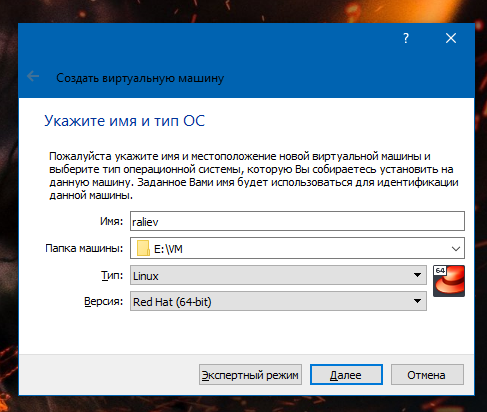 ?
Создать виртуальную машину
Укажите имя и тип ОС
Пожалуйста укажите имя и местоположение новой виртуальной машины и
выберите тип операционной системы, которую Вы собираетесь установить на
данную машину. Заданное Вами имя будет использоваться для идентификации
данной машины.
Имя: raliev
Папка машины: E:\VM
Тип: Linux
64
Версия: Red Hat (64-bit)
Экспертный режим Далее Отмена